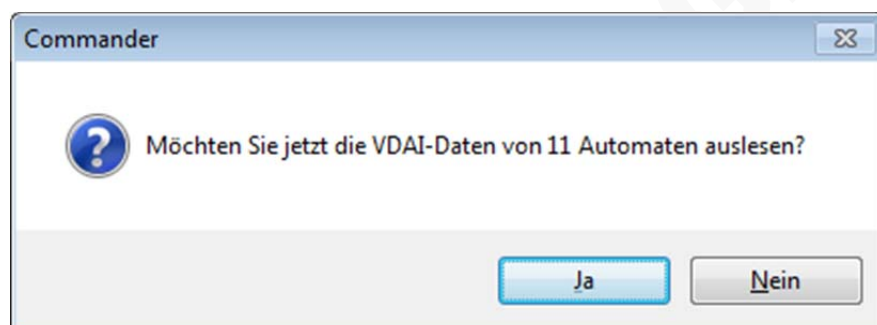 Commander
Möchten Sie jetzt die VDAI-Daten von 11 Automaten auslesen?
Ja
Nein